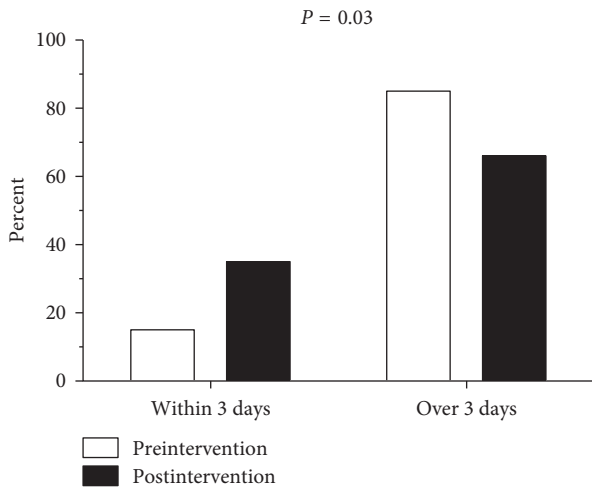 P = 0.03
100
80
60
40
20
0
Percent
Within 3 days
Over 3 days
Preintervention
Postintervention